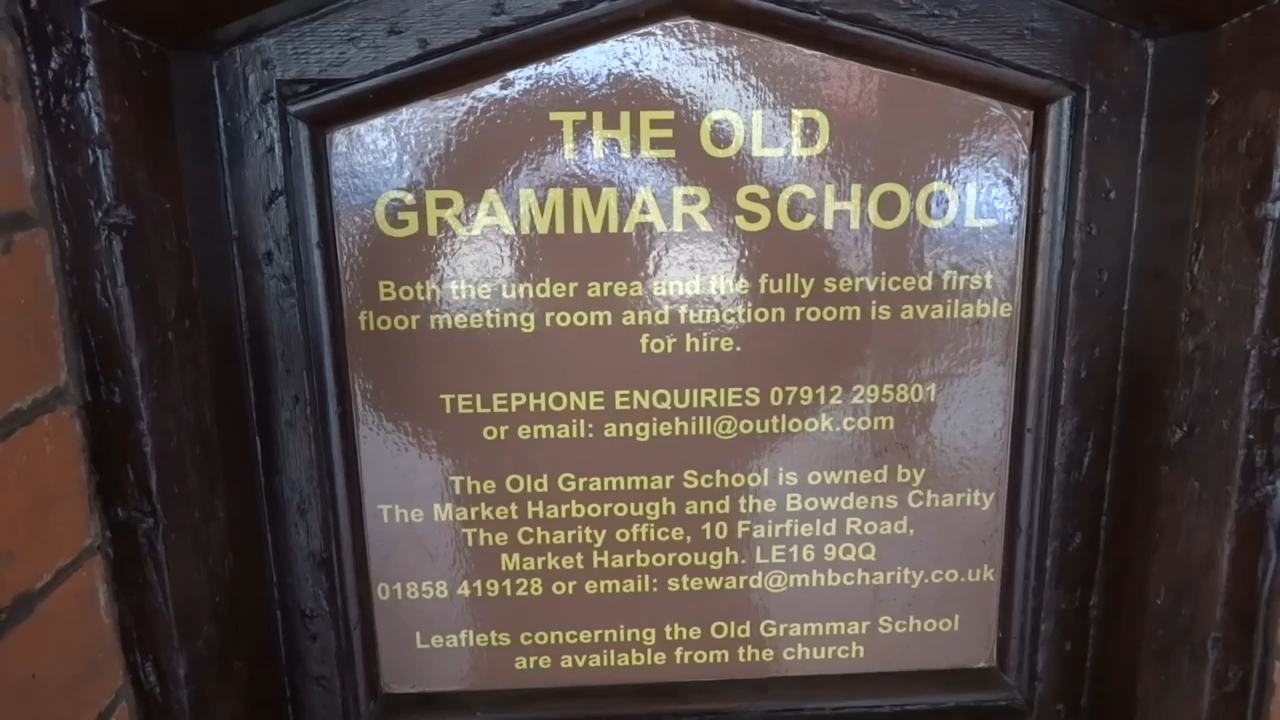 THE OLD
GRAMMAR SCHOOL
Both the under area and the fully serviced first
floor meeting room and function room is available
for hire.
TELEPHONE ENQUIRIES 07912 295801
or email: angiehill@outlook.com
The Old Grammar School is owned by
The Market Harborough and the Bowdens Charity
The Charity office, 10 Fairfield Road,
Market Harborough. LE16 9QQ
01858 419128 or email: steward@mhbcharity.co.uk
Leaflets concerning the Old Grammar School
are available from the church